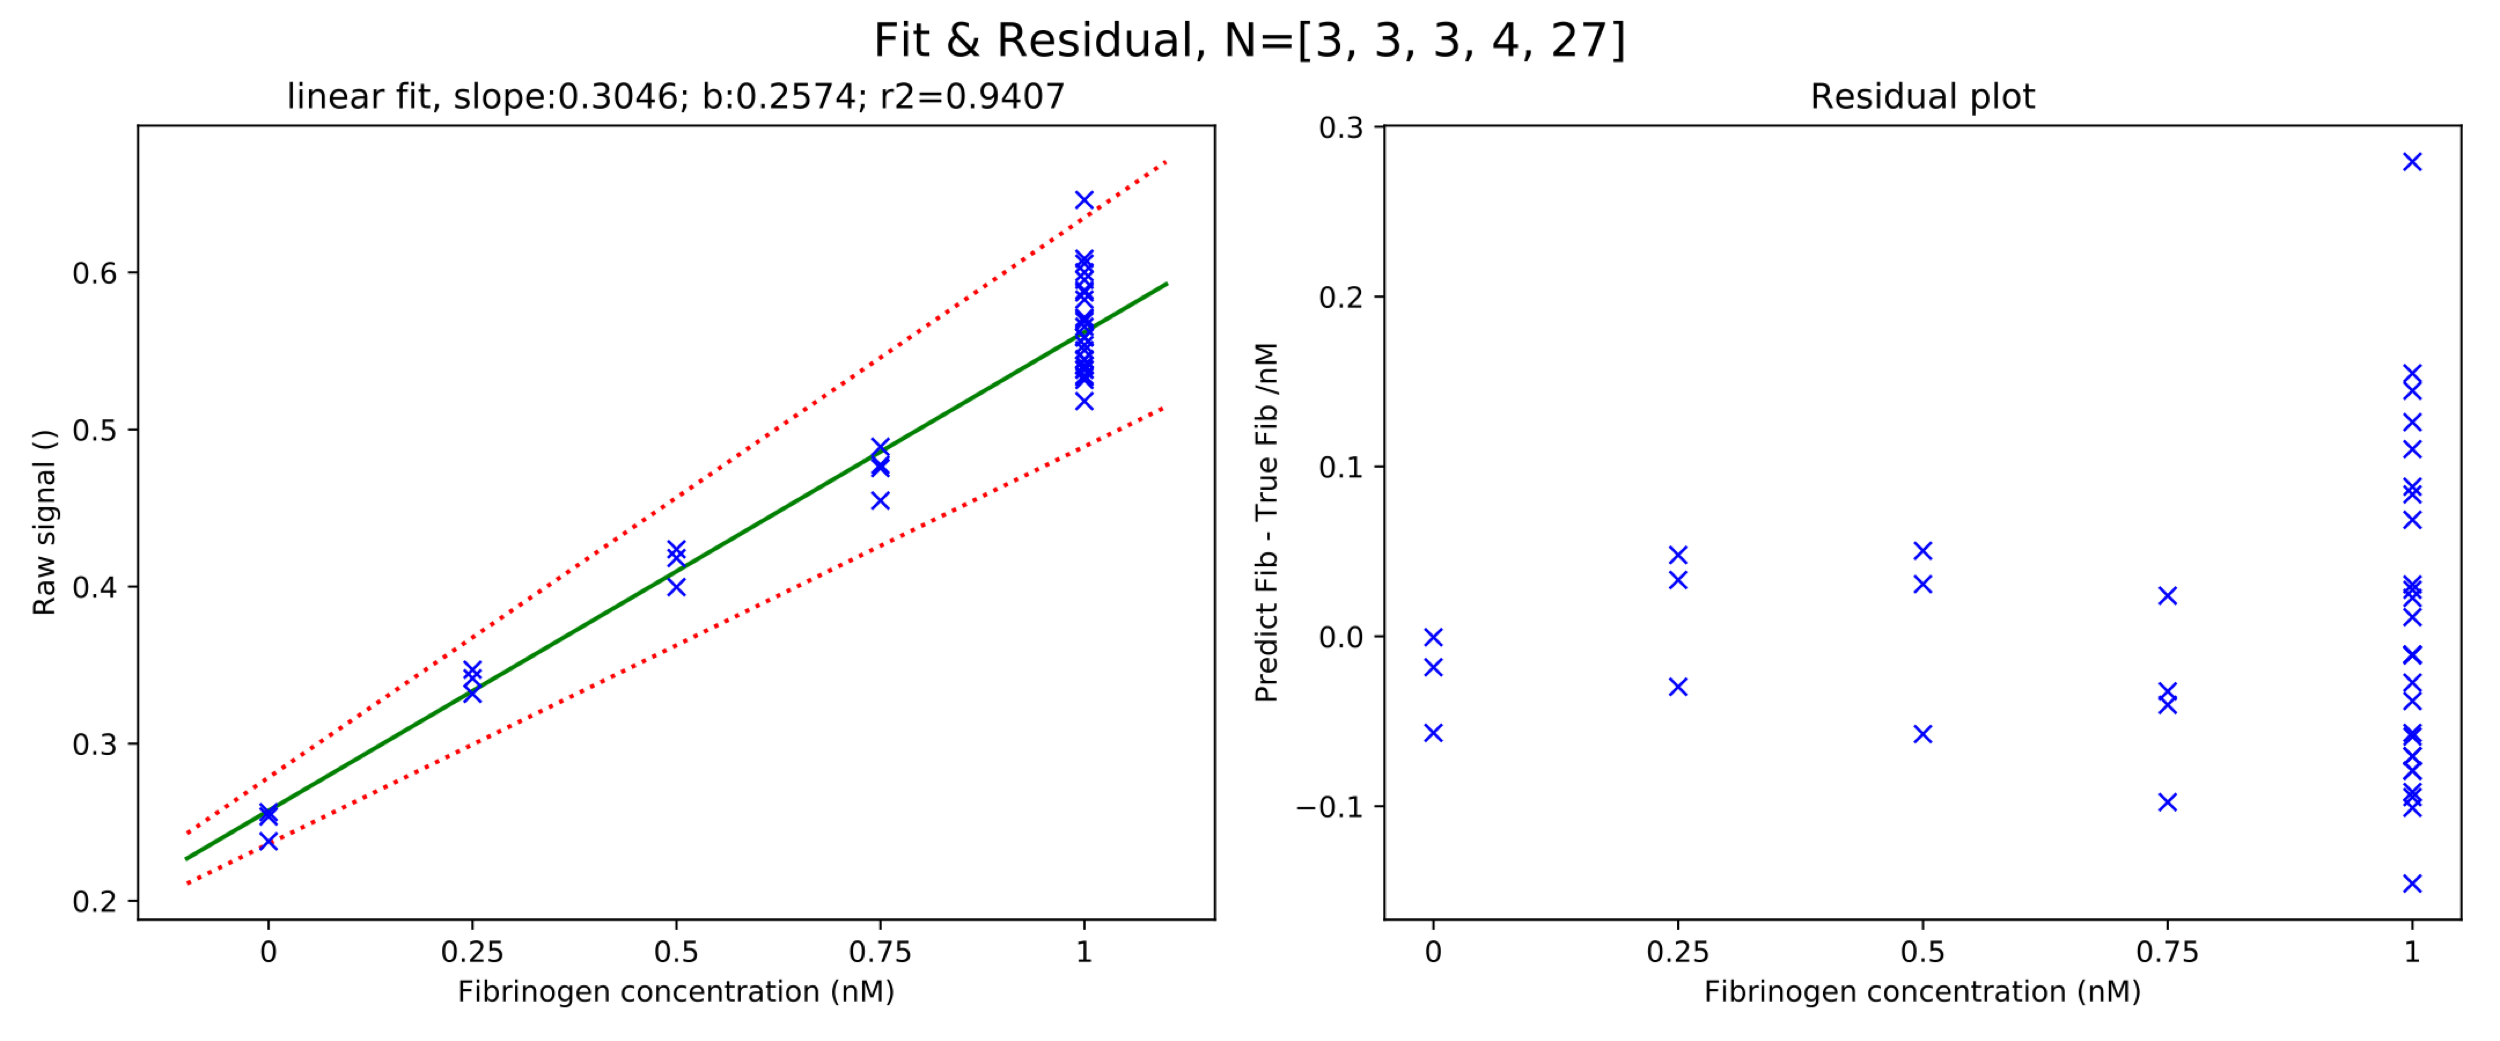 Fit & Residual, N=[3, 3, 3, 4, 27]
linear fit, slope:0.3046; b:0.2574; r2=0.9407
Raw signal ()
0.6
0.5
0.4
0.3
0.2
0 0.25 0.5 0.75 1
Fibrinogen concentration (nM)
Residual plot
Predict Fib - True Fib /nM
0.3
0.2
0.1
0.0
−0.1
0 0.25 0.5 0.75 1
Fibrinogen concentration (nM)